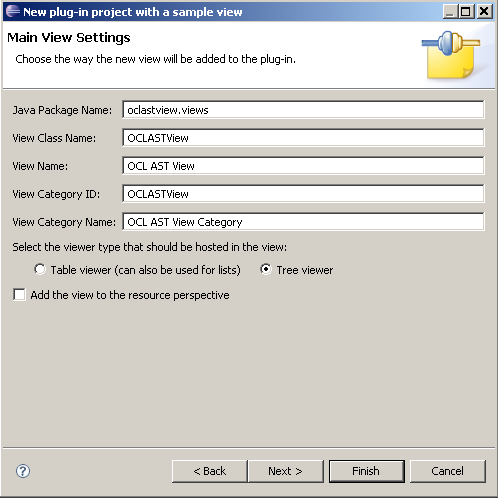 New plug-in project with a sample view
Main View Settings
Choose the way the new view will be added to the plug-in.
Java Package Name: oclastview.views
View Class Name: OCLASTView
View Name: OCL AST View
View Category ID: OCLASTView
View Category Name: OCL AST View Category
Select the viewer type that should be hosted in the view:
Table viewer (can also be used for lists) Tree viewer
Add the view to the resource perspective
? < Back Next > Finish Cancel